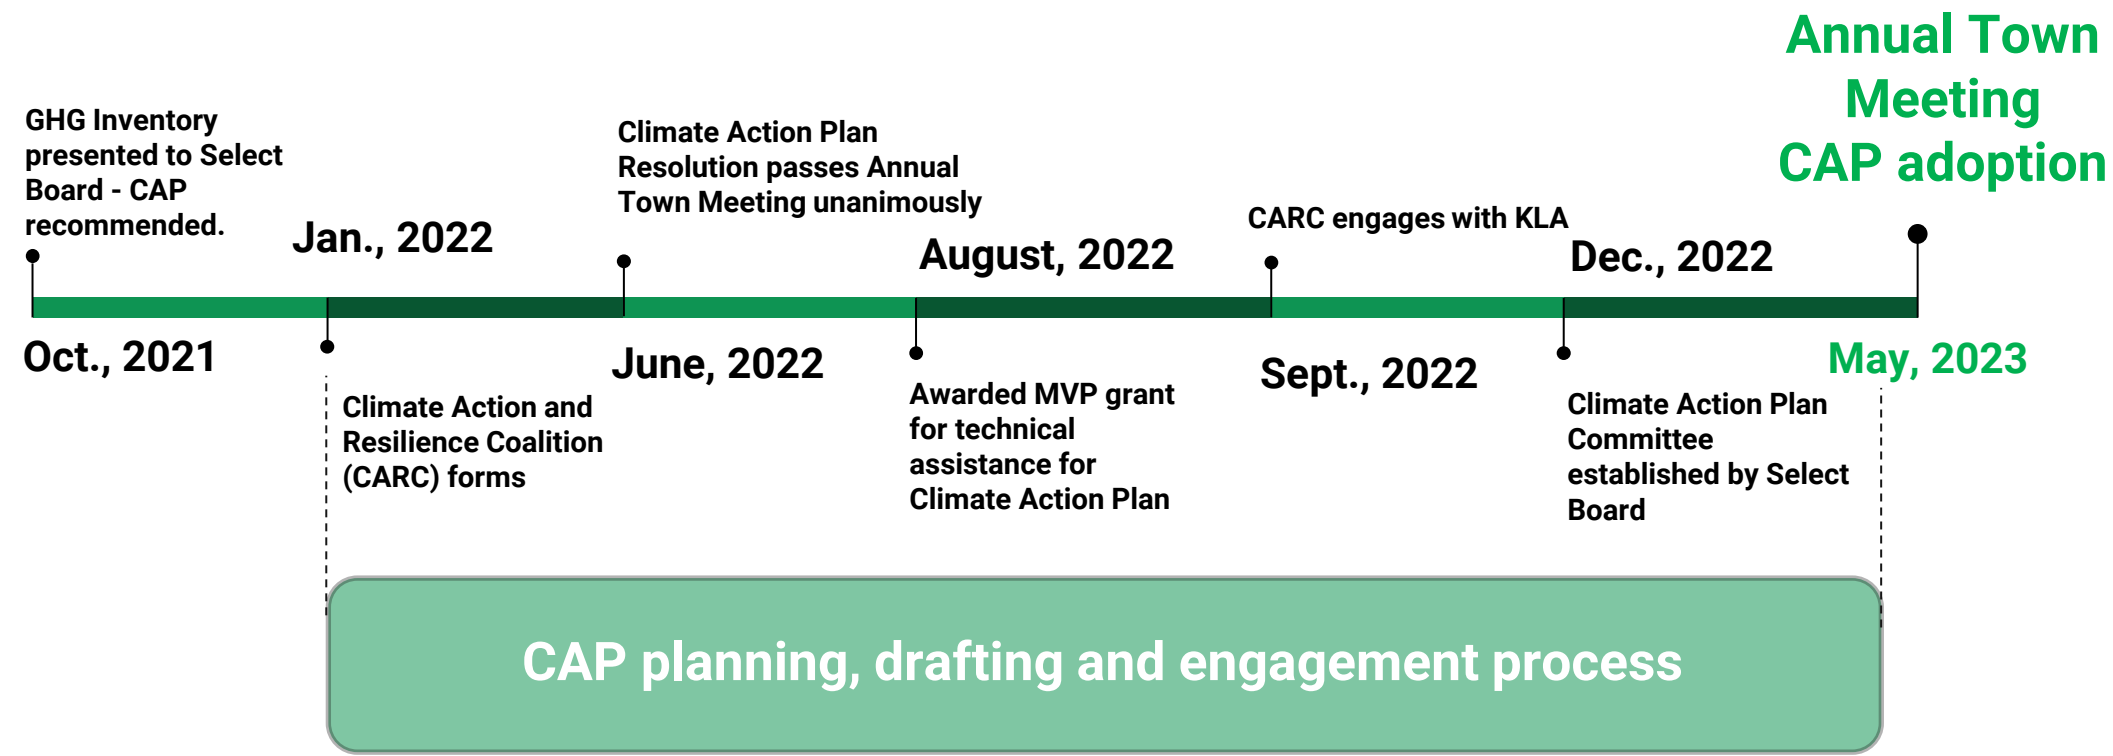 GHG Inventory
presented to Select
Board - CAP
recommended.
Oct., 2021
Jan., 2022
Climate Action and
Resilience Coalition
(CARC) forms
Climate Action Plan
Resolution passes Annual
Town Meeting unanimously
June, 2022
August, 2022
Awarded MVP grant
for technical
assistance for
Climate Action Plan
CARC engages with KLA
Sept., 2022
Dec., 2022
Climate Action Plan
Committee
established by Select
Board
Annual Town
Meeting
CAP adoption
May, 2023
CAP planning, drafting and engagement process